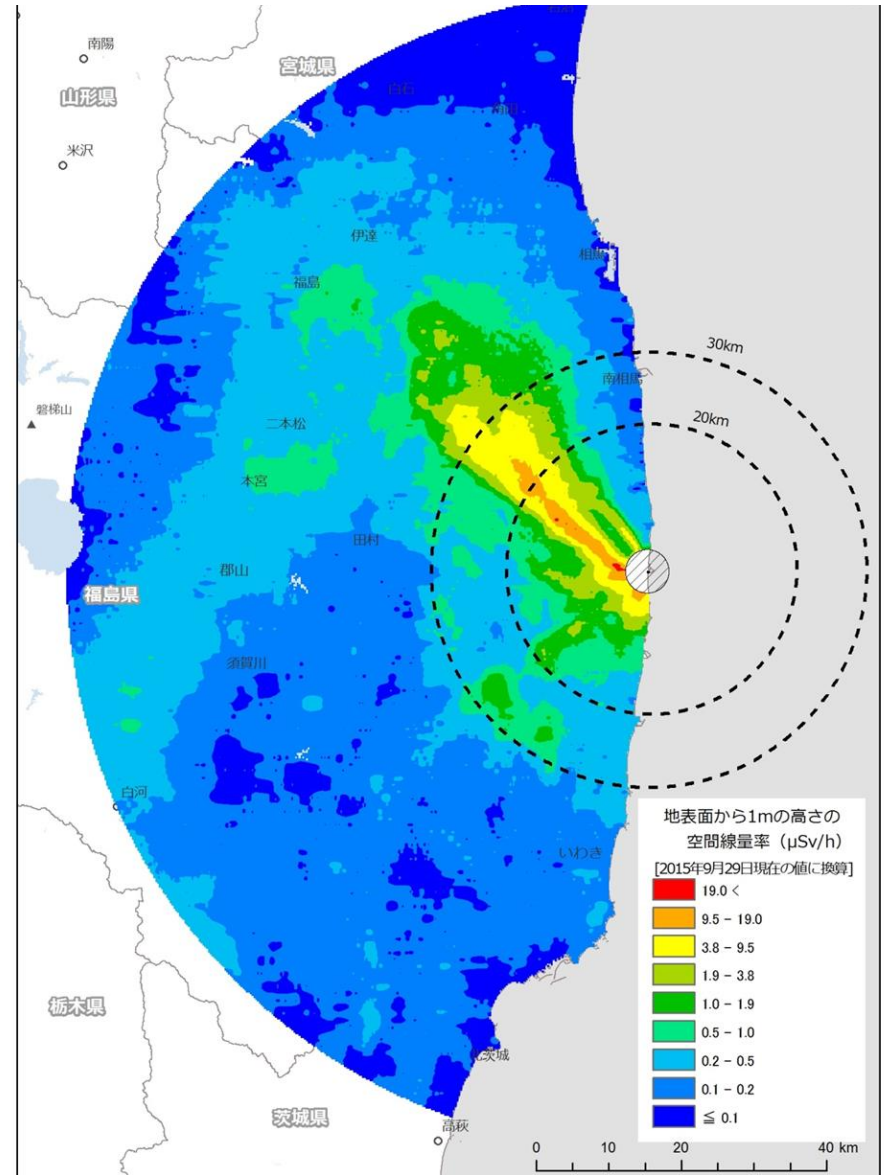 南陽
宮城県
山形県
白石
角田
米沢
伊達
相馬
福島
30km
南相馬
磐梯山
20km
二本松
本宮
田村
郡山
福島県
須賀川
白河
いわき
地表面から1mの高さの
空間線量率（μSv/h）
[2015年9月29日現在の値に換算]
19.0 <
9.5 - 19.0
3.8 - 9.5
1.9 - 3.8
1.0 - 1.9
0.5 - 1.0
0.2 - 0.5
0.1 - 0.2
≦ 0.1
栃木県
北茨城
茨城県
高萩
0 10 20 40 km